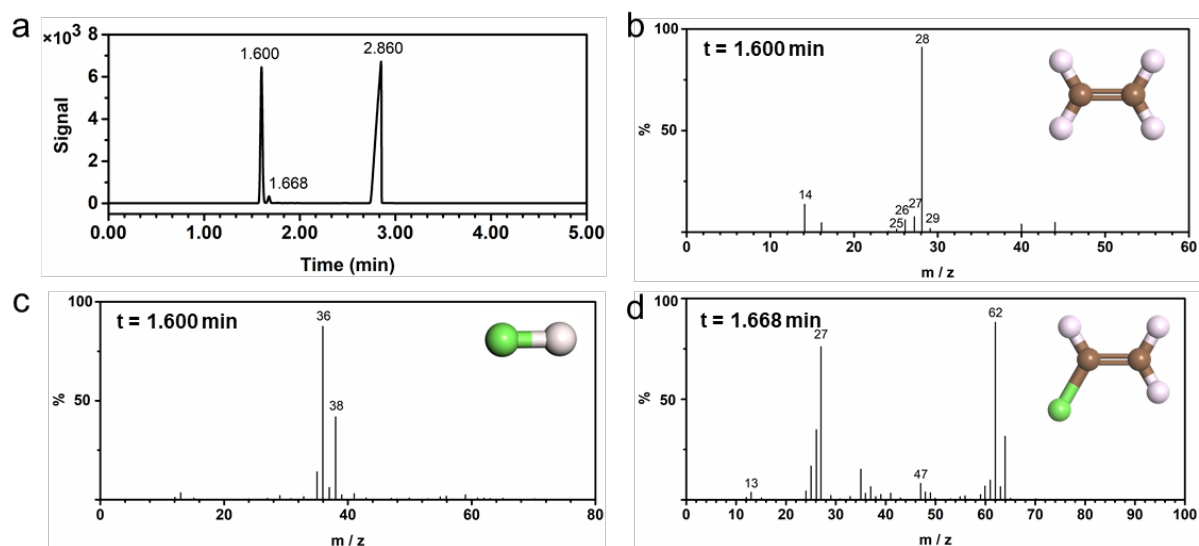 a
×10³
8
6
4
2
0
Signal
1.600
1.668
2.860
0.00 1.00 2.00 3.00 4.00 5.00
Time (min)
b
t = 1.600 min
100
50
%
14
25
26
27
28
29
0 10 20 30 40 50 60
m / z
c
t = 1.600 min
100
50
%
36
38
0 20 40 60 80
m / z
d
t = 1.668 min
100
50
%
13
27
47
62
0 10 20 30 40 50 60 70 80 90 100
m / z